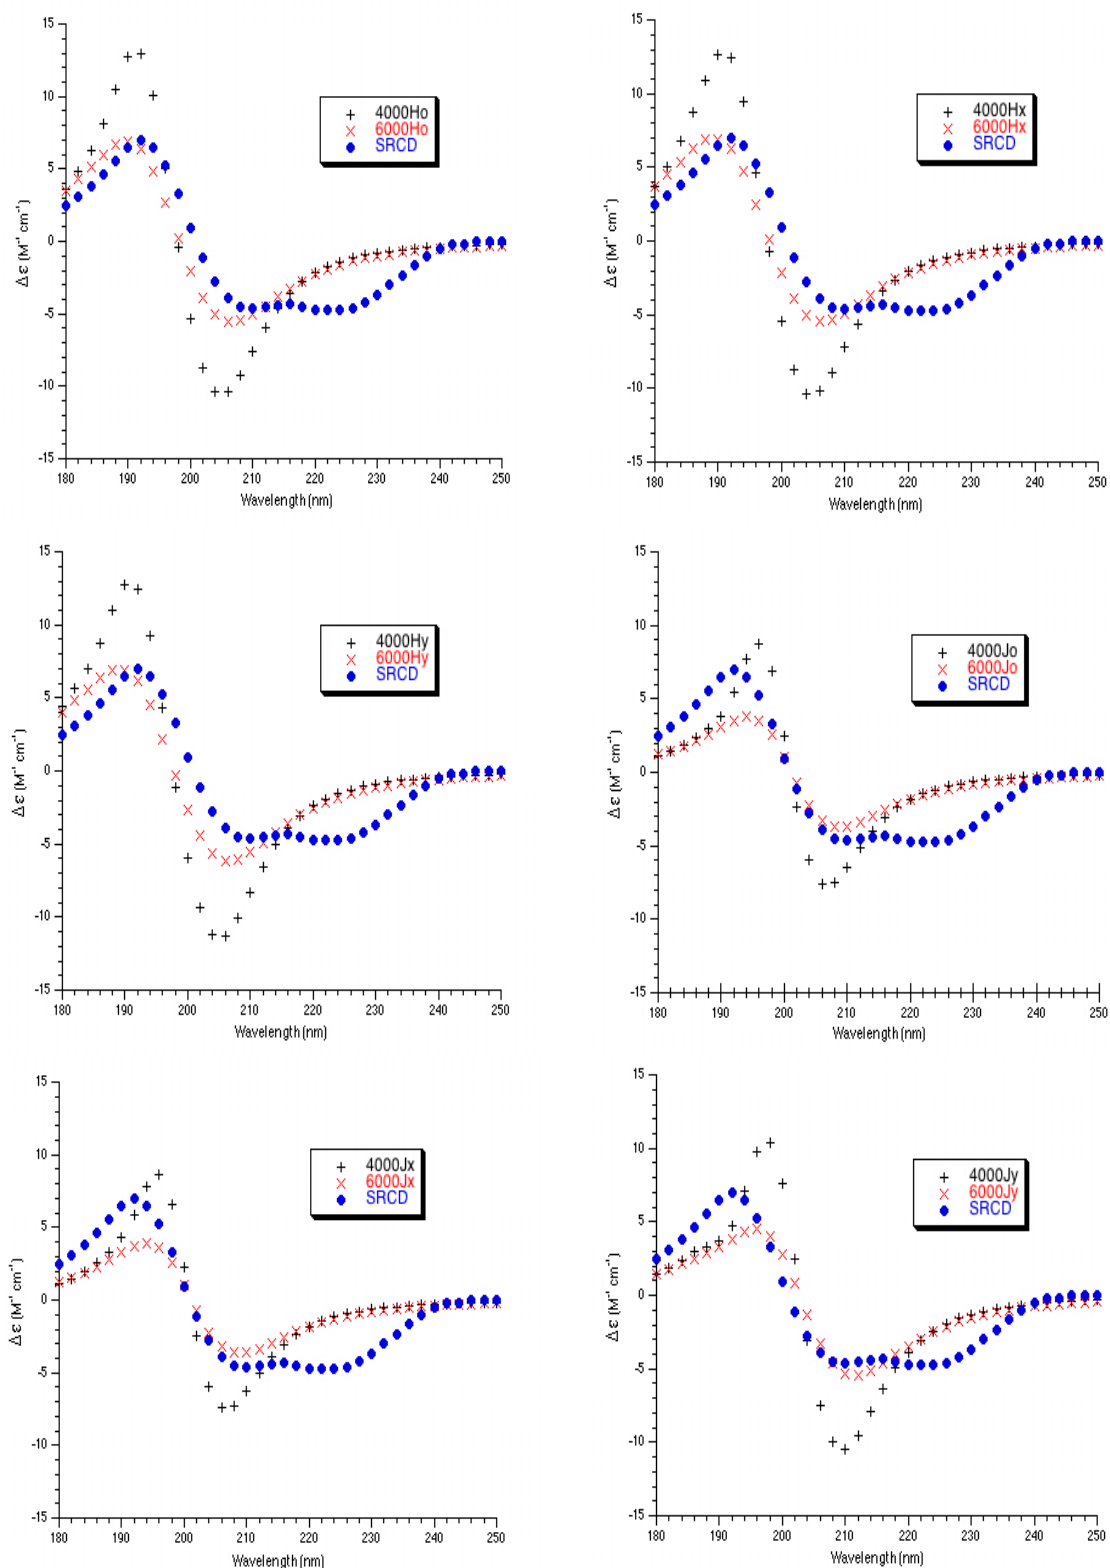 15
10
5
0
-5
-10
-15
Δε (M⁻¹ cm⁻¹)
4000Ho
6000Ho
SRCD
180 190 200 210 220 230 240 250
Wavelength (nm)
15
10
5
0
-5
-10
-15
Δε (M⁻¹ cm⁻¹)
4000Hx
6000Hx
SRCD
180 190 200 210 220 230 240 250
Wavelength (nm)
15
10
5
0
-5
-10
-15
Δε (M⁻¹ cm⁻¹)
4000Hy
6000Hy
SRCD
180 190 200 210 220 230 240 250
Wavelength (nm)
15
10
5
0
-5
-10
-15
Δε (M⁻¹ cm⁻¹)
4000Jo
6000Jo
SRCD
180 190 200 210 220 230 240 250
Wavelength (nm)
15
10
5
0
-5
-10
-15
Δε (M⁻¹ cm⁻¹)
4000Jx
6000Jx
SRCD
180 190 200 210 220 230 240 250
Wavelength (nm)
15
10
5
0
-5
-10
-15
Δε (M⁻¹ cm⁻¹)
4000Jy
6000Jy
SRCD
180 190 200 210 220 230 240 250
Wavelength (nm)